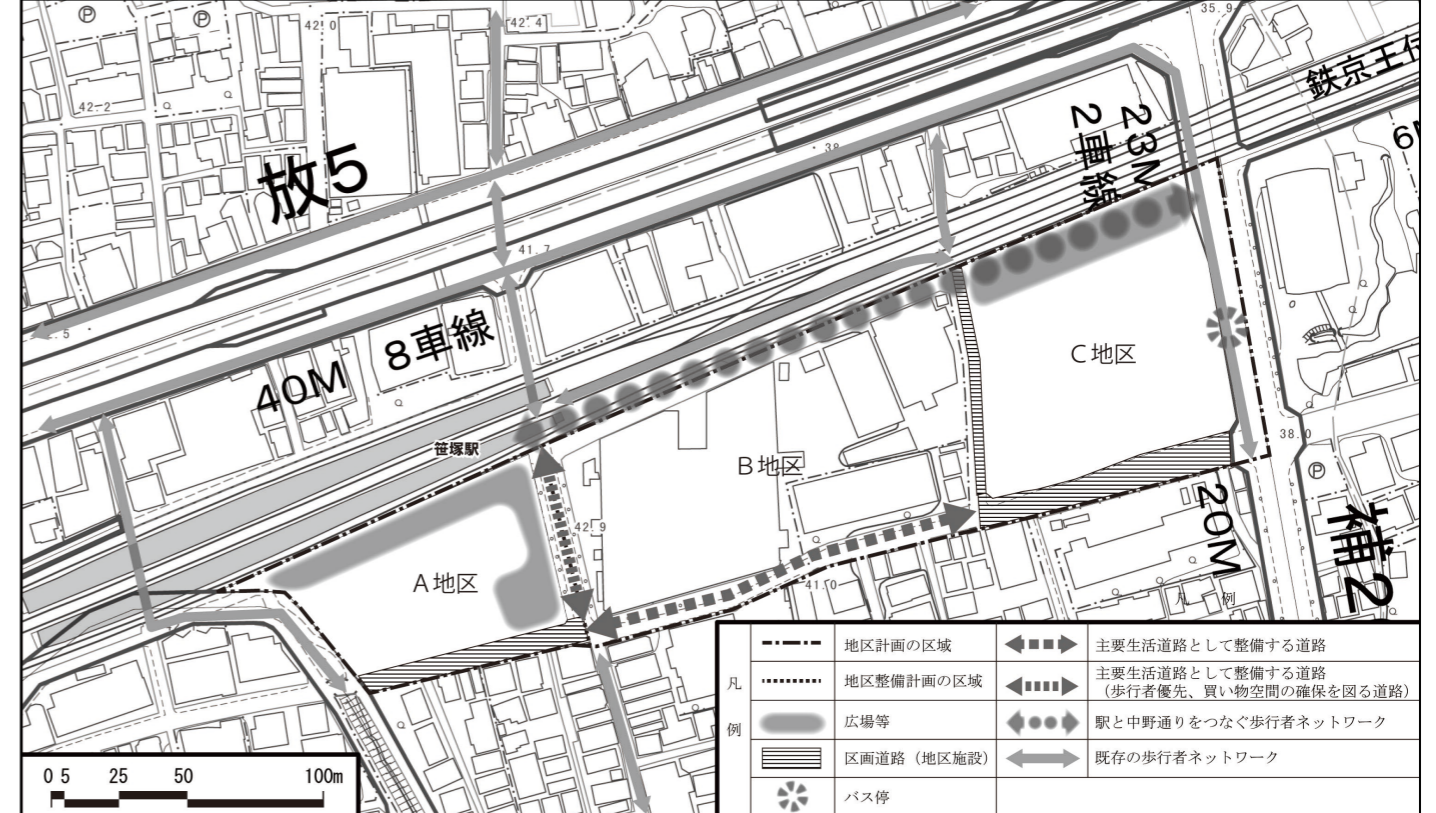 Ⓟ
Ⓟ
42.0
42.4
35.9
42.2
鉄京王
6
放5
38
23M
2車線
41.7
5
8車線
40M
C地区
笹塚駅
B地区
38.0
Ⓟ
42.9
20M
補2
A地区
41.0
凡 例
凡例
地区計画の区域
主要生活道路として整備する道路
地区整備計画の区域
主要生活道路として整備する道路
(歩行者優先、買い物空間の確保を図る道路)
広場等
駅と中野通りをつなぐ歩行者ネットワーク
区画道路(地区施設)
既存の歩行者ネットワーク
バス停
0 5 25 50 100m